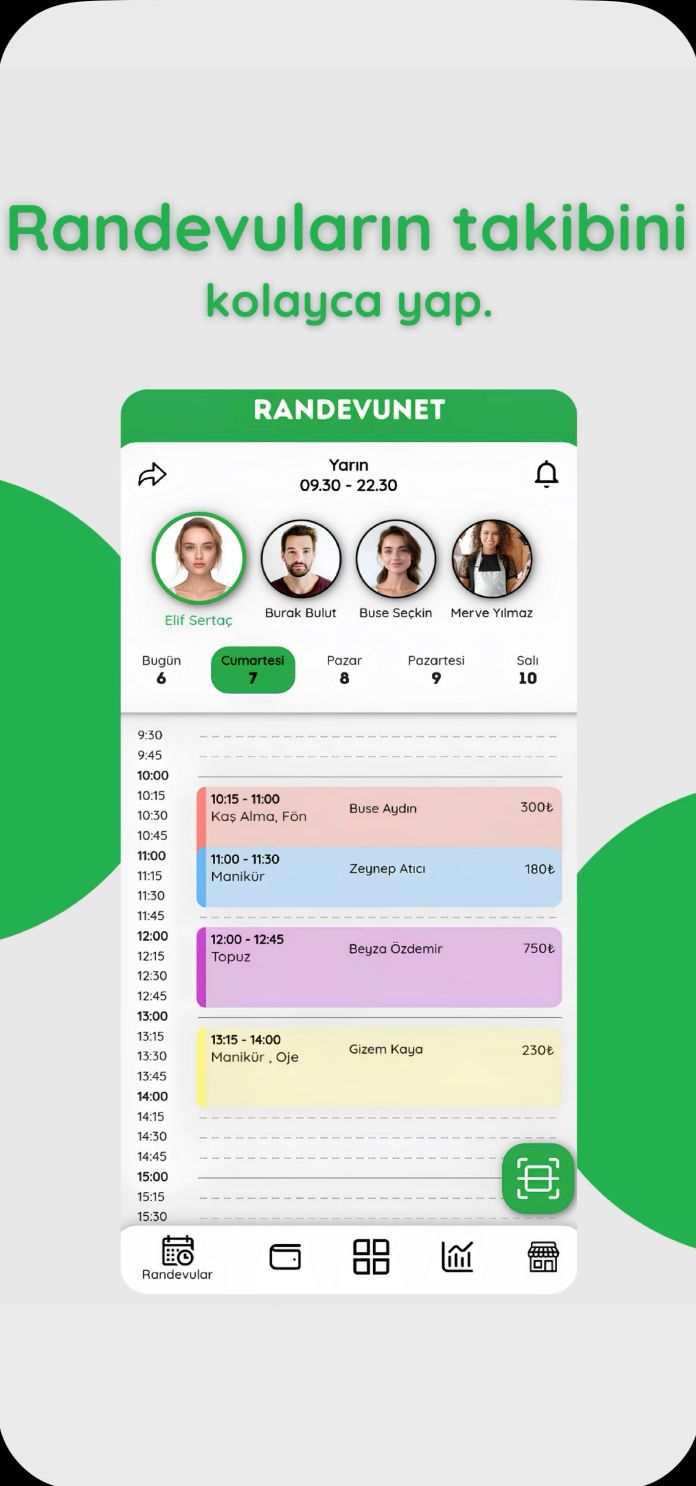 Randevuların takibini
kolayca yap.
RANDEVUNET
Yarın
09.30 - 22.30
Elif Sertaç
Burak Bulut
Buse Seçkin
Merve Yılmaz
Bugün
6
Cumartesi
7
Pazar
8
Pazartesi
9
Salı
10
9:30
9:45
10:00
10:15
10:15 - 11:00
Kaş Alma, Fön
Buse Aydın
300₺
10:30
10:45
11:00
11:00 - 11:30
Manikür
Zeynep Atıcı
180₺
11:15
11:30
11:45
12:00
12:00 - 12:45
Topuz
Beyza Özdemir
750₺
12:15
12:30
12:45
13:00
13:15
13:15 - 14:00
Manikür , Oje
Gizem Kaya
230₺
13:30
13:45
14:00
14:15
14:30
14:45
15:00
15:15
15:30
Randevular